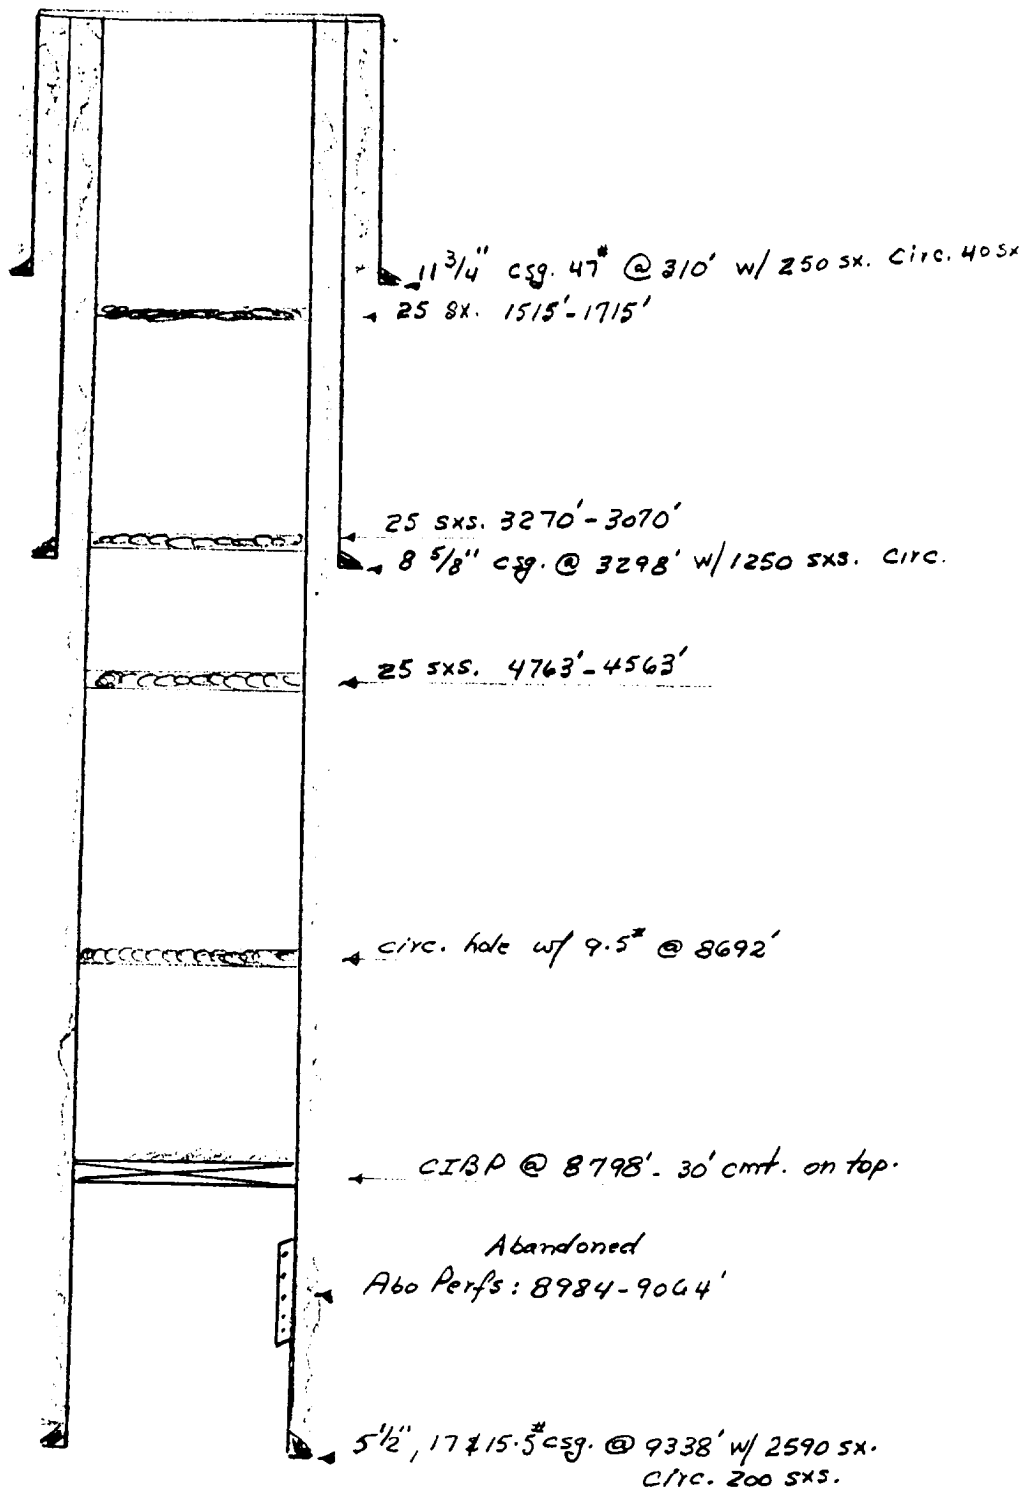 11 3/4" csg. 47# @ 310' w/ 250 sx. Circ. 40 sx
25 sx. 1515'-1715'
25 sxs. 3270'-3070'
8 5/8" csg. @ 3298' w/ 1250 sxs. Circ.
25 sxs. 4763'-4563'
circ. hole w/ 9.5# @ 8692'
CIBP @ 8798'- 30' cmt. on top.
Abandoned
Abo Perfs: 8984-9064'
5 1/2", 17 & 15.5# csg. @ 9338' w/ 2590 sx.
Circ. 200 sxs.